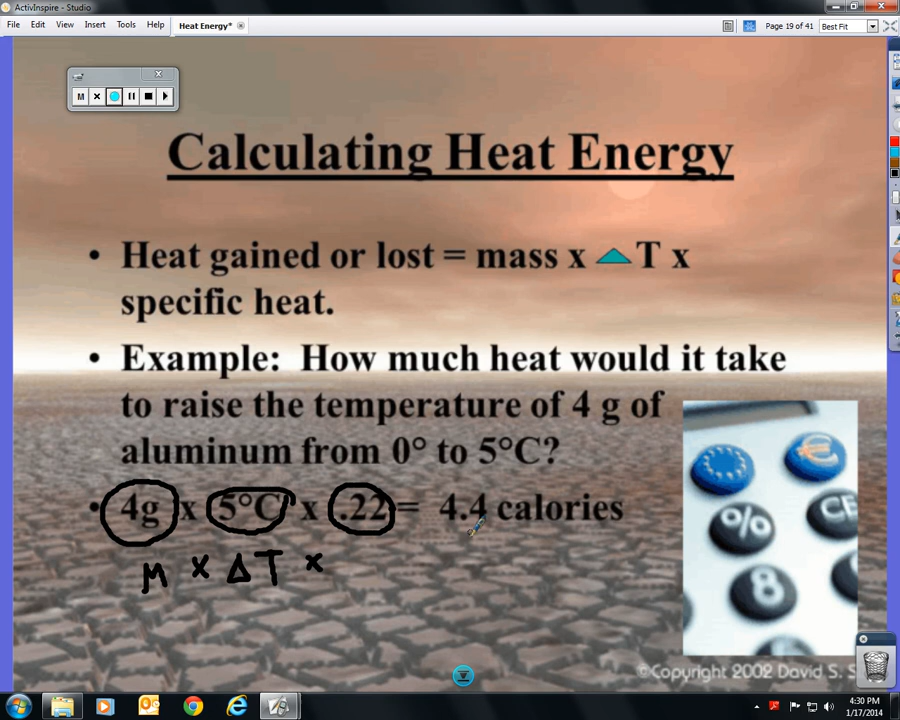 ActivInspire - Studio
File Edit View Insert Tools Help Heat Energy* Page 19 of 41 Best Fit
M
Calculating Heat Energy
• Heat gained or lost = mass x T x
specific heat.
• Example: How much heat would it take
to raise the temperature of 4 g of
aluminum from 0° to 5°C?
• 4g x 5°C x .22 = 4.4 calories
M x Δ T x
%
CE
8
©Copyright 2002 David S. S
4:30 PM
1/17/2014